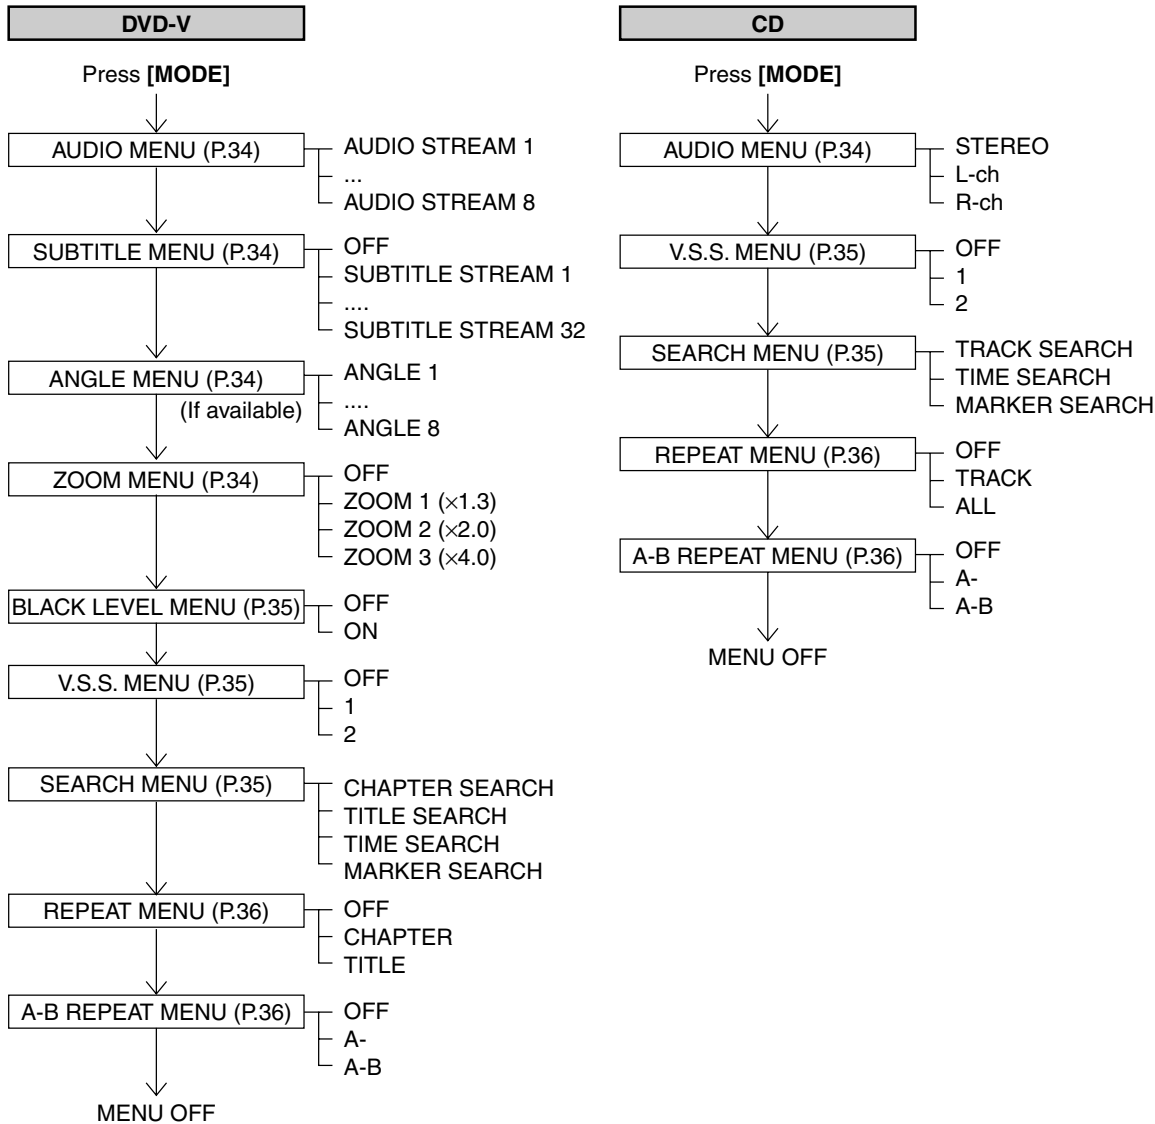 DVD-V
Press [MODE]
AUDIO MENU (P.34)
AUDIO STREAM 1
...
AUDIO STREAM 8
SUBTITLE MENU (P.34)
OFF
SUBTITLE STREAM 1
....
SUBTITLE STREAM 32
ANGLE MENU (P.34)
(If available)
ANGLE 1
....
ANGLE 8
ZOOM MENU (P.34)
OFF
ZOOM 1 (×1.3)
ZOOM 2 (×2.0)
ZOOM 3 (×4.0)
BLACK LEVEL MENU (P.35)
OFF
ON
V.S.S. MENU (P.35)
OFF
1
2
SEARCH MENU (P.35)
CHAPTER SEARCH
TITLE SEARCH
TIME SEARCH
MARKER SEARCH
REPEAT MENU (P.36)
OFF
CHAPTER
TITLE
A-B REPEAT MENU (P.36)
OFF
A-
A-B
MENU OFF
CD
Press [MODE]
AUDIO MENU (P.34)
STEREO
L-ch
R-ch
V.S.S. MENU (P.35)
OFF
1
2
SEARCH MENU (P.35)
TRACK SEARCH
TIME SEARCH
MARKER SEARCH
REPEAT MENU (P.36)
OFF
TRACK
ALL
A-B REPEAT MENU (P.36)
OFF
A-
A-B
MENU OFF